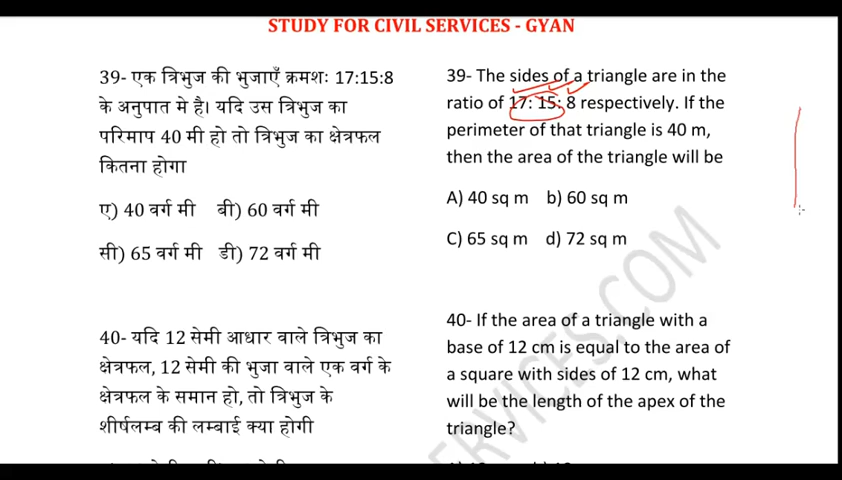 STUDY FOR CIVIL SERVICES - GYAN
39- एक त्रिभुज की भुजाएँ क्रमशः 17:15:8
के अनुपात मे है। यदि उस त्रिभुज का
परिमाप 40 मी हो तो त्रिभुज का क्षेत्रफल
कितना होगा
ए) 40 वर्ग मी बी) 60 वर्ग मी
सी) 65 वर्ग मी डी) 72 वर्ग मी
40- यदि 12 सेमी आधार वाले त्रिभुज का
क्षेत्रफल, 12 सेमी की भुजा वाले एक वर्ग के
क्षेत्रफल के समान हो, तो त्रिभुज के
शीर्षलम्ब की लम्बाई क्या होगी
39- The sides of a triangle are in the
ratio of 17: 15: 8 respectively. If the
perimeter of that triangle is 40 m,
then the area of the triangle will be
A) 40 sq m b) 60 sq m
C) 65 sq m d) 72 sq m
40- If the area of a triangle with a
base of 12 cm is equal to the area of
a square with sides of 12 cm, what
will be the length of the apex of the
triangle?
VICES.COM